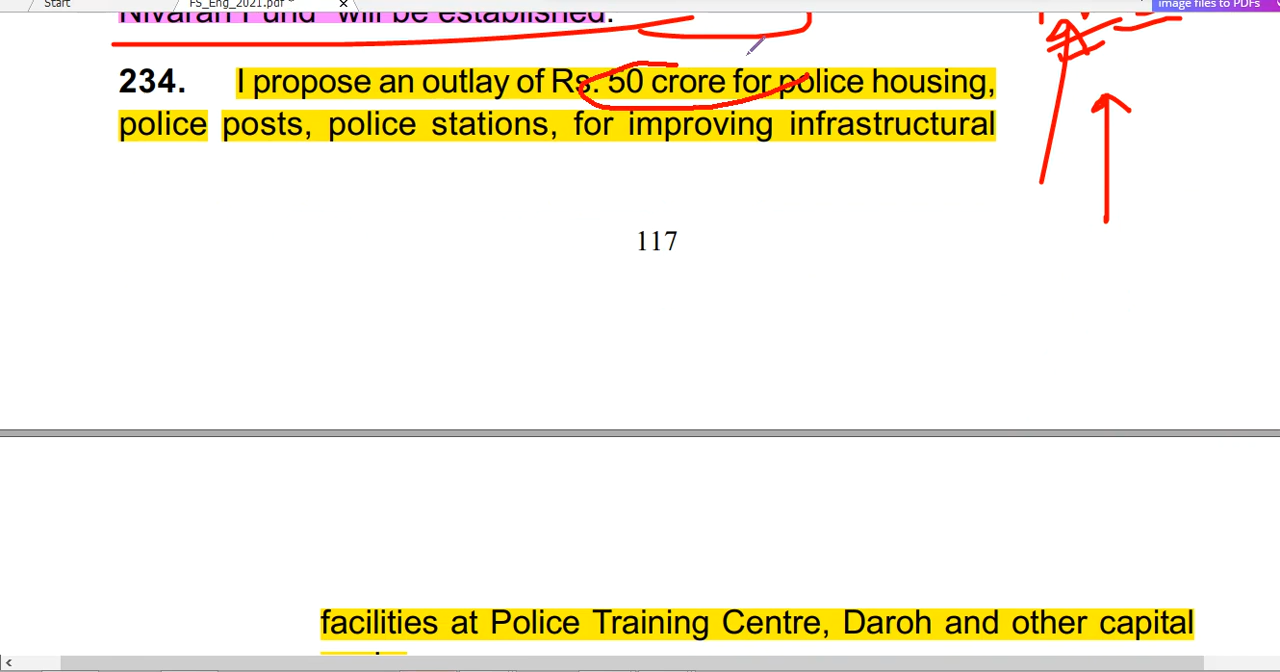 Start
FS_Eng_2021.pdf *
image files to PDFs
Nivaran Fund will be established.
234. I propose an outlay of Rs. 50 crore for police housing,
police posts, police stations, for improving infrastructural
117
facilities at Police Training Centre, Daroh and other capital